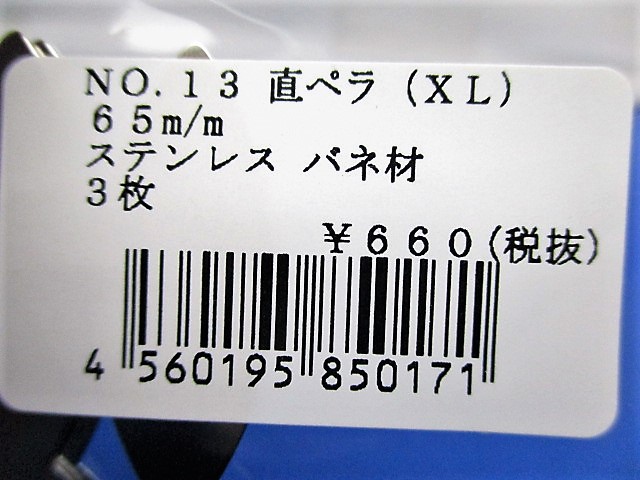 NO.13 直ペラ (XL)
65m/m
ステンレス バネ材
3枚
¥660(税抜)
4 560195 850171